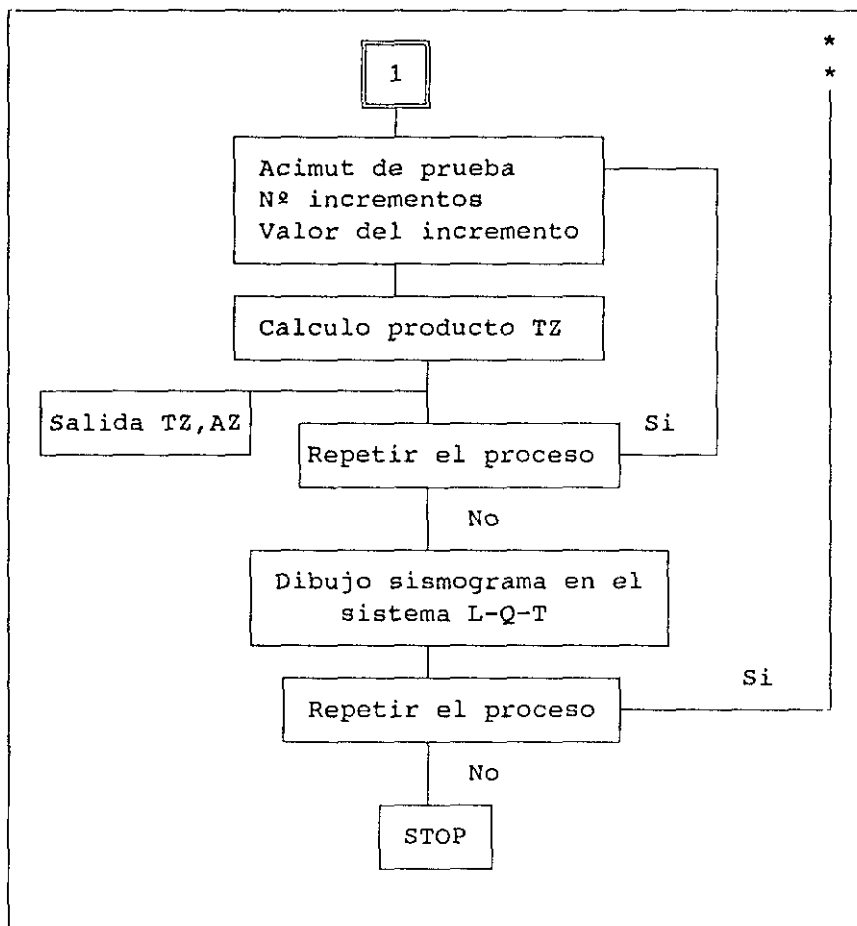 *
*
1
Acimut de prueba
Nº incrementos
Valor del incremento
Calculo producto TZ
Salida TZ,AZ
Si
Repetir el proceso
No
Dibujo sismograma en el
sistema L-Q-T
Si
Repetir el proceso
No
STOP